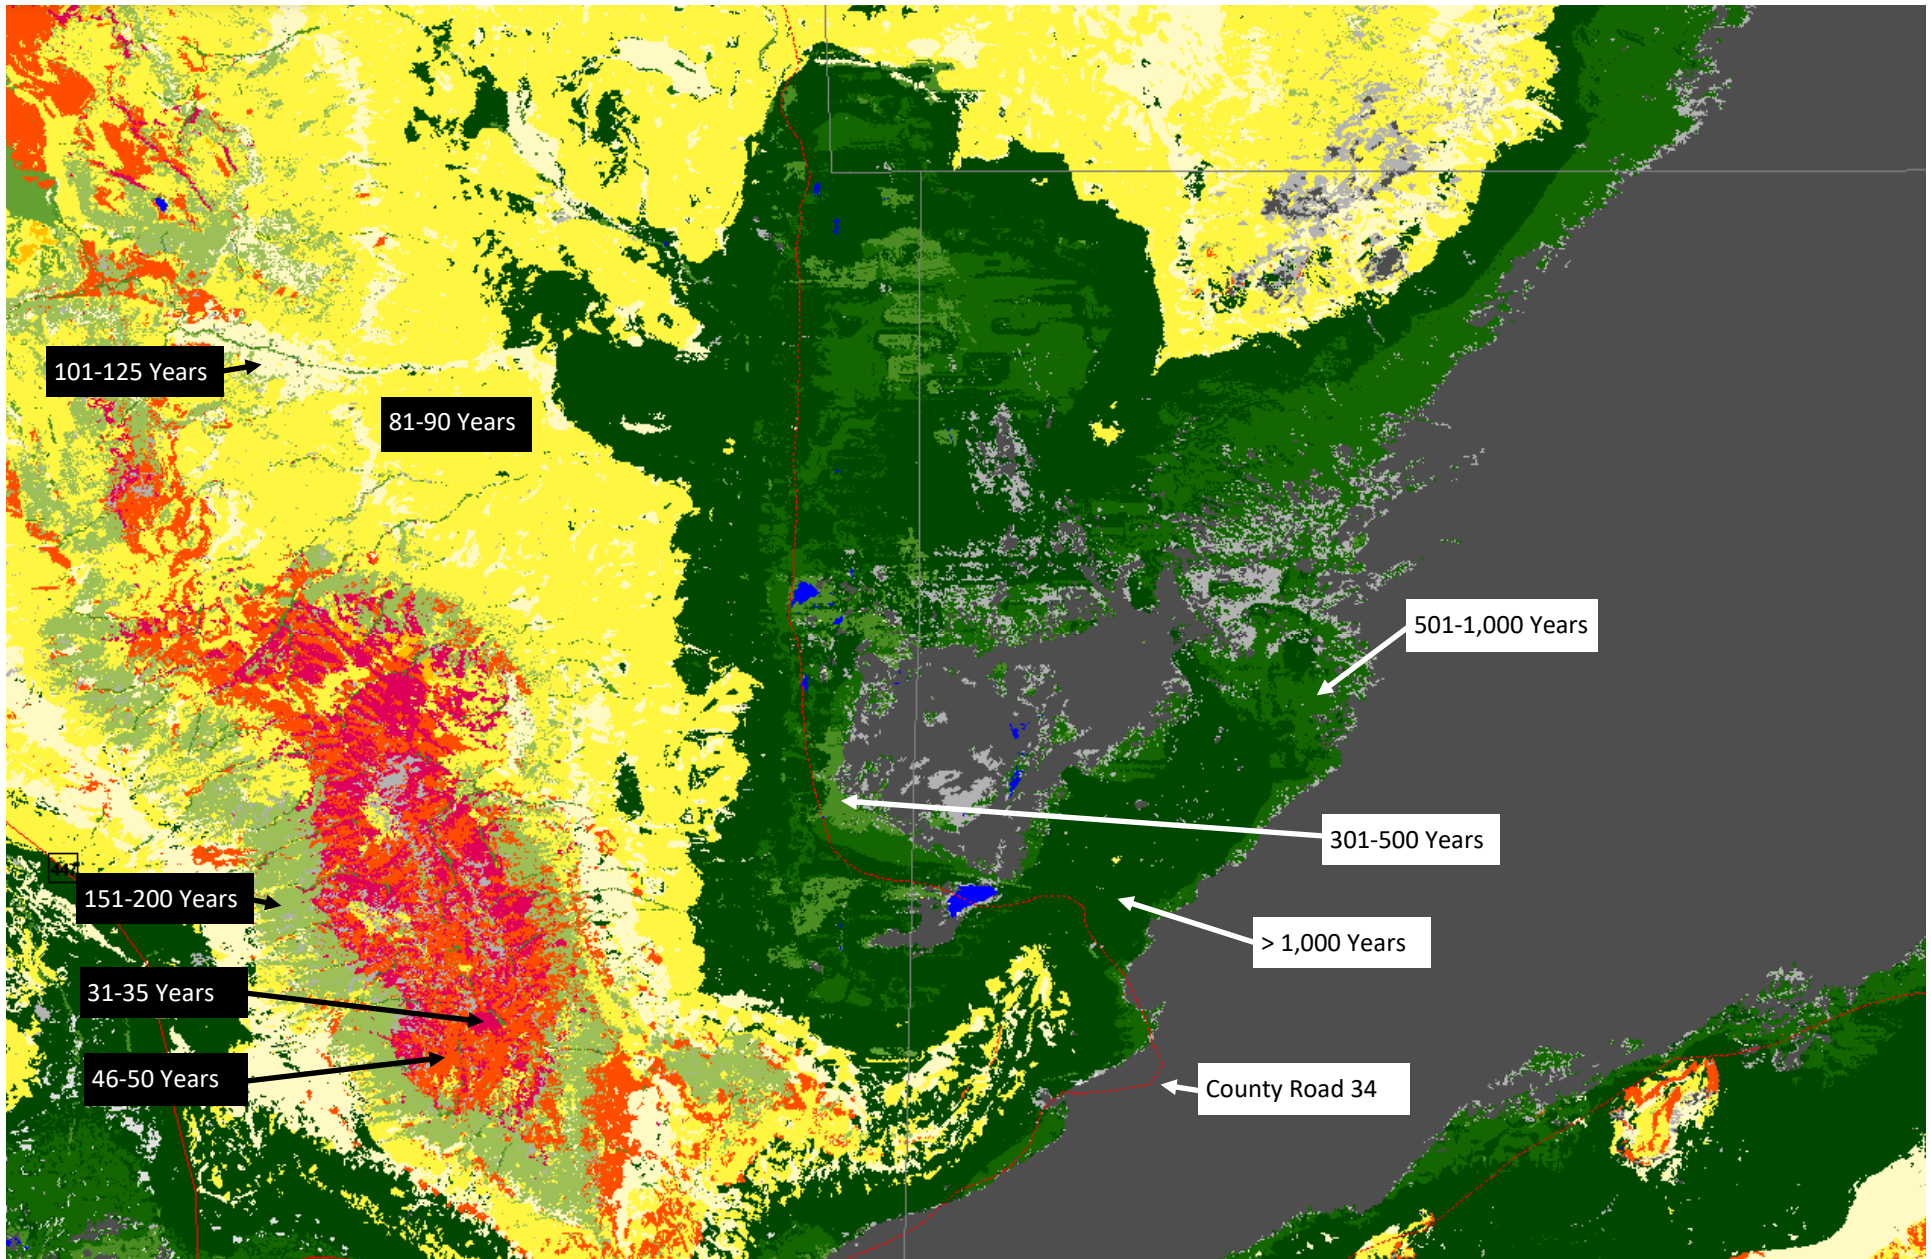 101-125 Years
81-90 Years
501-1,000 Years
301-500 Years
447
151-200 Years
> 1,000 Years
31-35 Years
46-50 Years
County Road 34